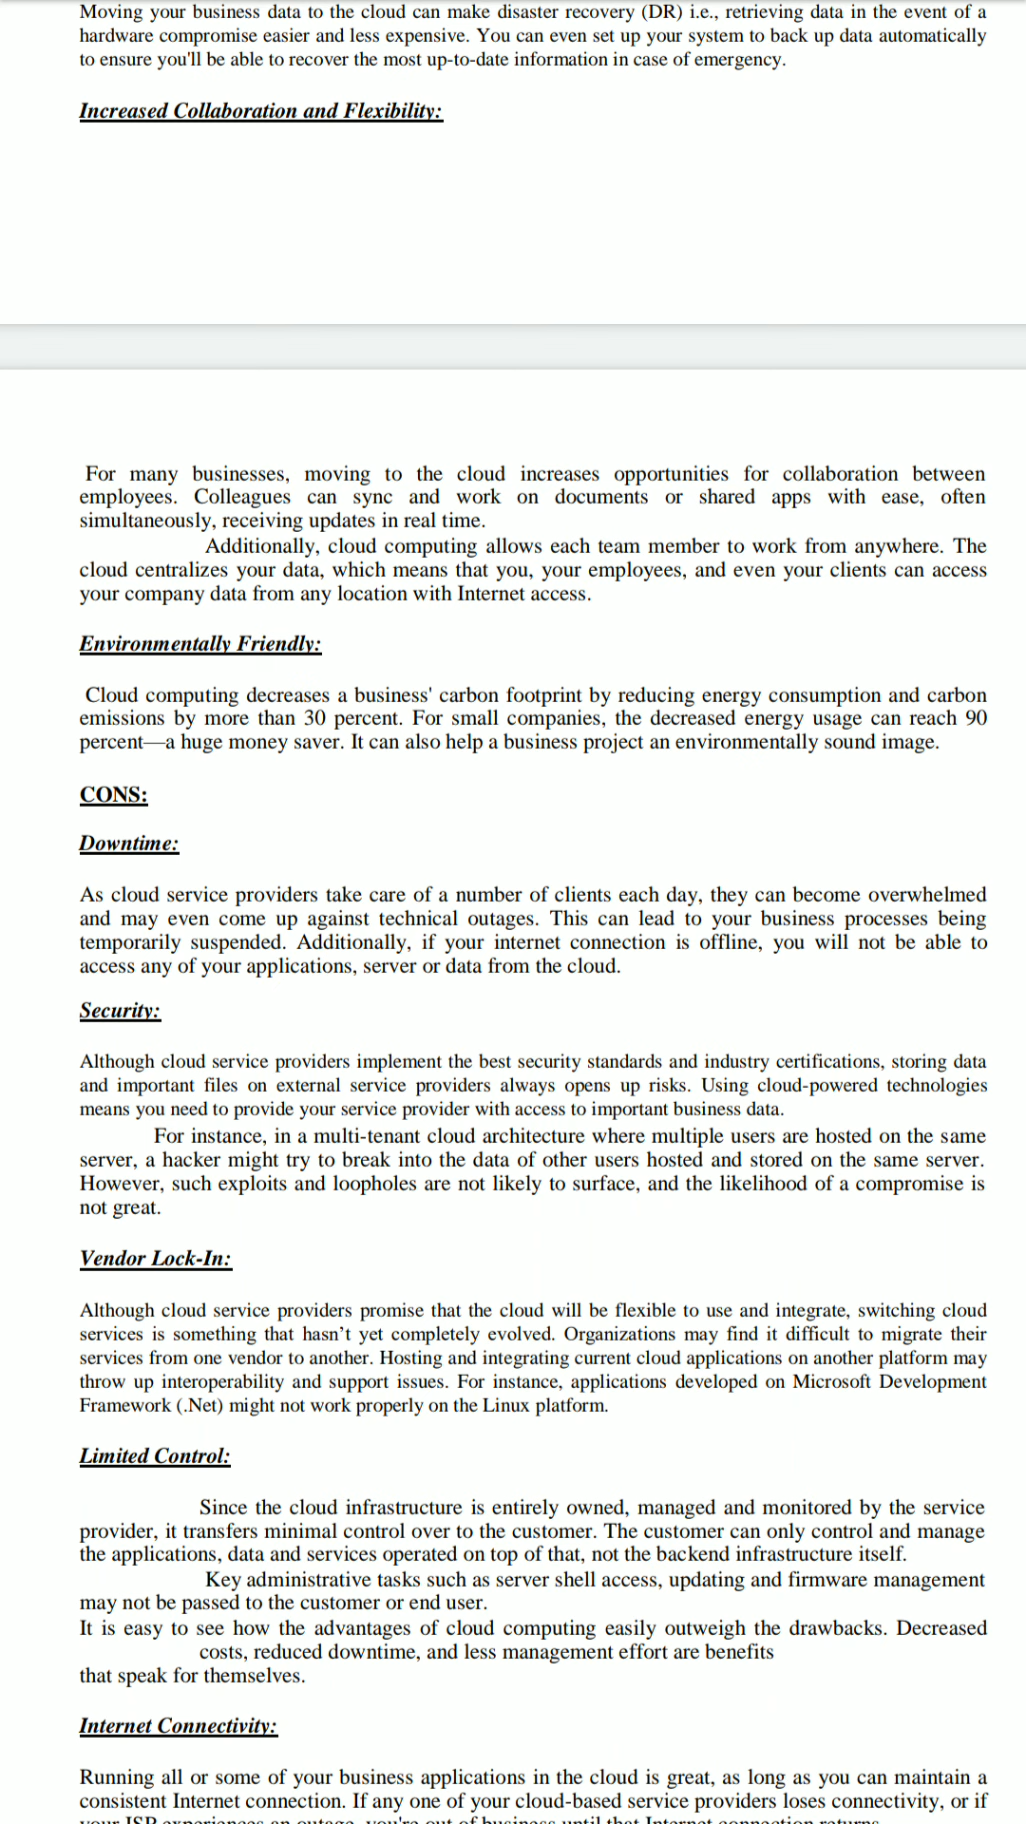 Moving your business data to the cloud can make disaster recovery (DR) i.e., retrieving data in the event of a
hardware compromise easier and less expensive. You can even set up your system to back up data automatically
to ensure you'll be able to recover the most up-to-date information in case of emergency.
Increased Collaboration and Flexibility:
For many businesses, moving to the cloud increases opportunities for collaboration between
employees. Colleagues can sync and work on documents or shared apps with ease, often
simultaneously, receiving updates in real time.
Additionally, cloud computing allows each team member to work from anywhere. The
cloud centralizes your data, which means that you, your employees, and even your clients can access
your company data from any location with Internet access.
Environmentally Friendly:
Cloud computing decreases a business' carbon footprint by reducing energy consumption and carbon
emissions by more than 30 percent. For small companies, the decreased energy usage can reach 90
percent—a huge money saver. It can also help a business project an environmentally sound image.
CONS:
Downtime:
As cloud service providers take care of a number of clients each day, they can become overwhelmed
and may even come up against technical outages. This can lead to your business processes being
temporarily suspended. Additionally, if your internet connection is offline, you will not be able to
access any of your applications, server or data from the cloud.
Security:
Although cloud service providers implement the best security standards and industry certifications, storing data
and important files on external service providers always opens up risks. Using cloud-powered technologies
means you need to provide your service provider with access to important business data.
For instance, in a multi-tenant cloud architecture where multiple users are hosted on the same
server, a hacker might try to break into the data of other users hosted and stored on the same server.
However, such exploits and loopholes are not likely to surface, and the likelihood of a compromise is
not great.
Vendor Lock-In:
Although cloud service providers promise that the cloud will be flexible to use and integrate, switching cloud
services is something that hasn’t yet completely evolved. Organizations may find it difficult to migrate their
services from one vendor to another. Hosting and integrating current cloud applications on another platform may
throw up interoperability and support issues. For instance, applications developed on Microsoft Development
Framework (.Net) might not work properly on the Linux platform.
Limited Control:
Since the cloud infrastructure is entirely owned, managed and monitored by the service
provider, it transfers minimal control over to the customer. The customer can only control and manage
the applications, data and services operated on top of that, not the backend infrastructure itself.
Key administrative tasks such as server shell access, updating and firmware management
may not be passed to the customer or end user.
It is easy to see how the advantages of cloud computing easily outweigh the drawbacks. Decreased
costs, reduced downtime, and less management effort are benefits
that speak for themselves.
Internet Connectivity:
Running all or some of your business applications in the cloud is great, as long as you can maintain a
consistent Internet connection. If any one of your cloud-based service providers loses connectivity, or if
your ISP experiences an outage, you're out of business until that Internet connection returns.